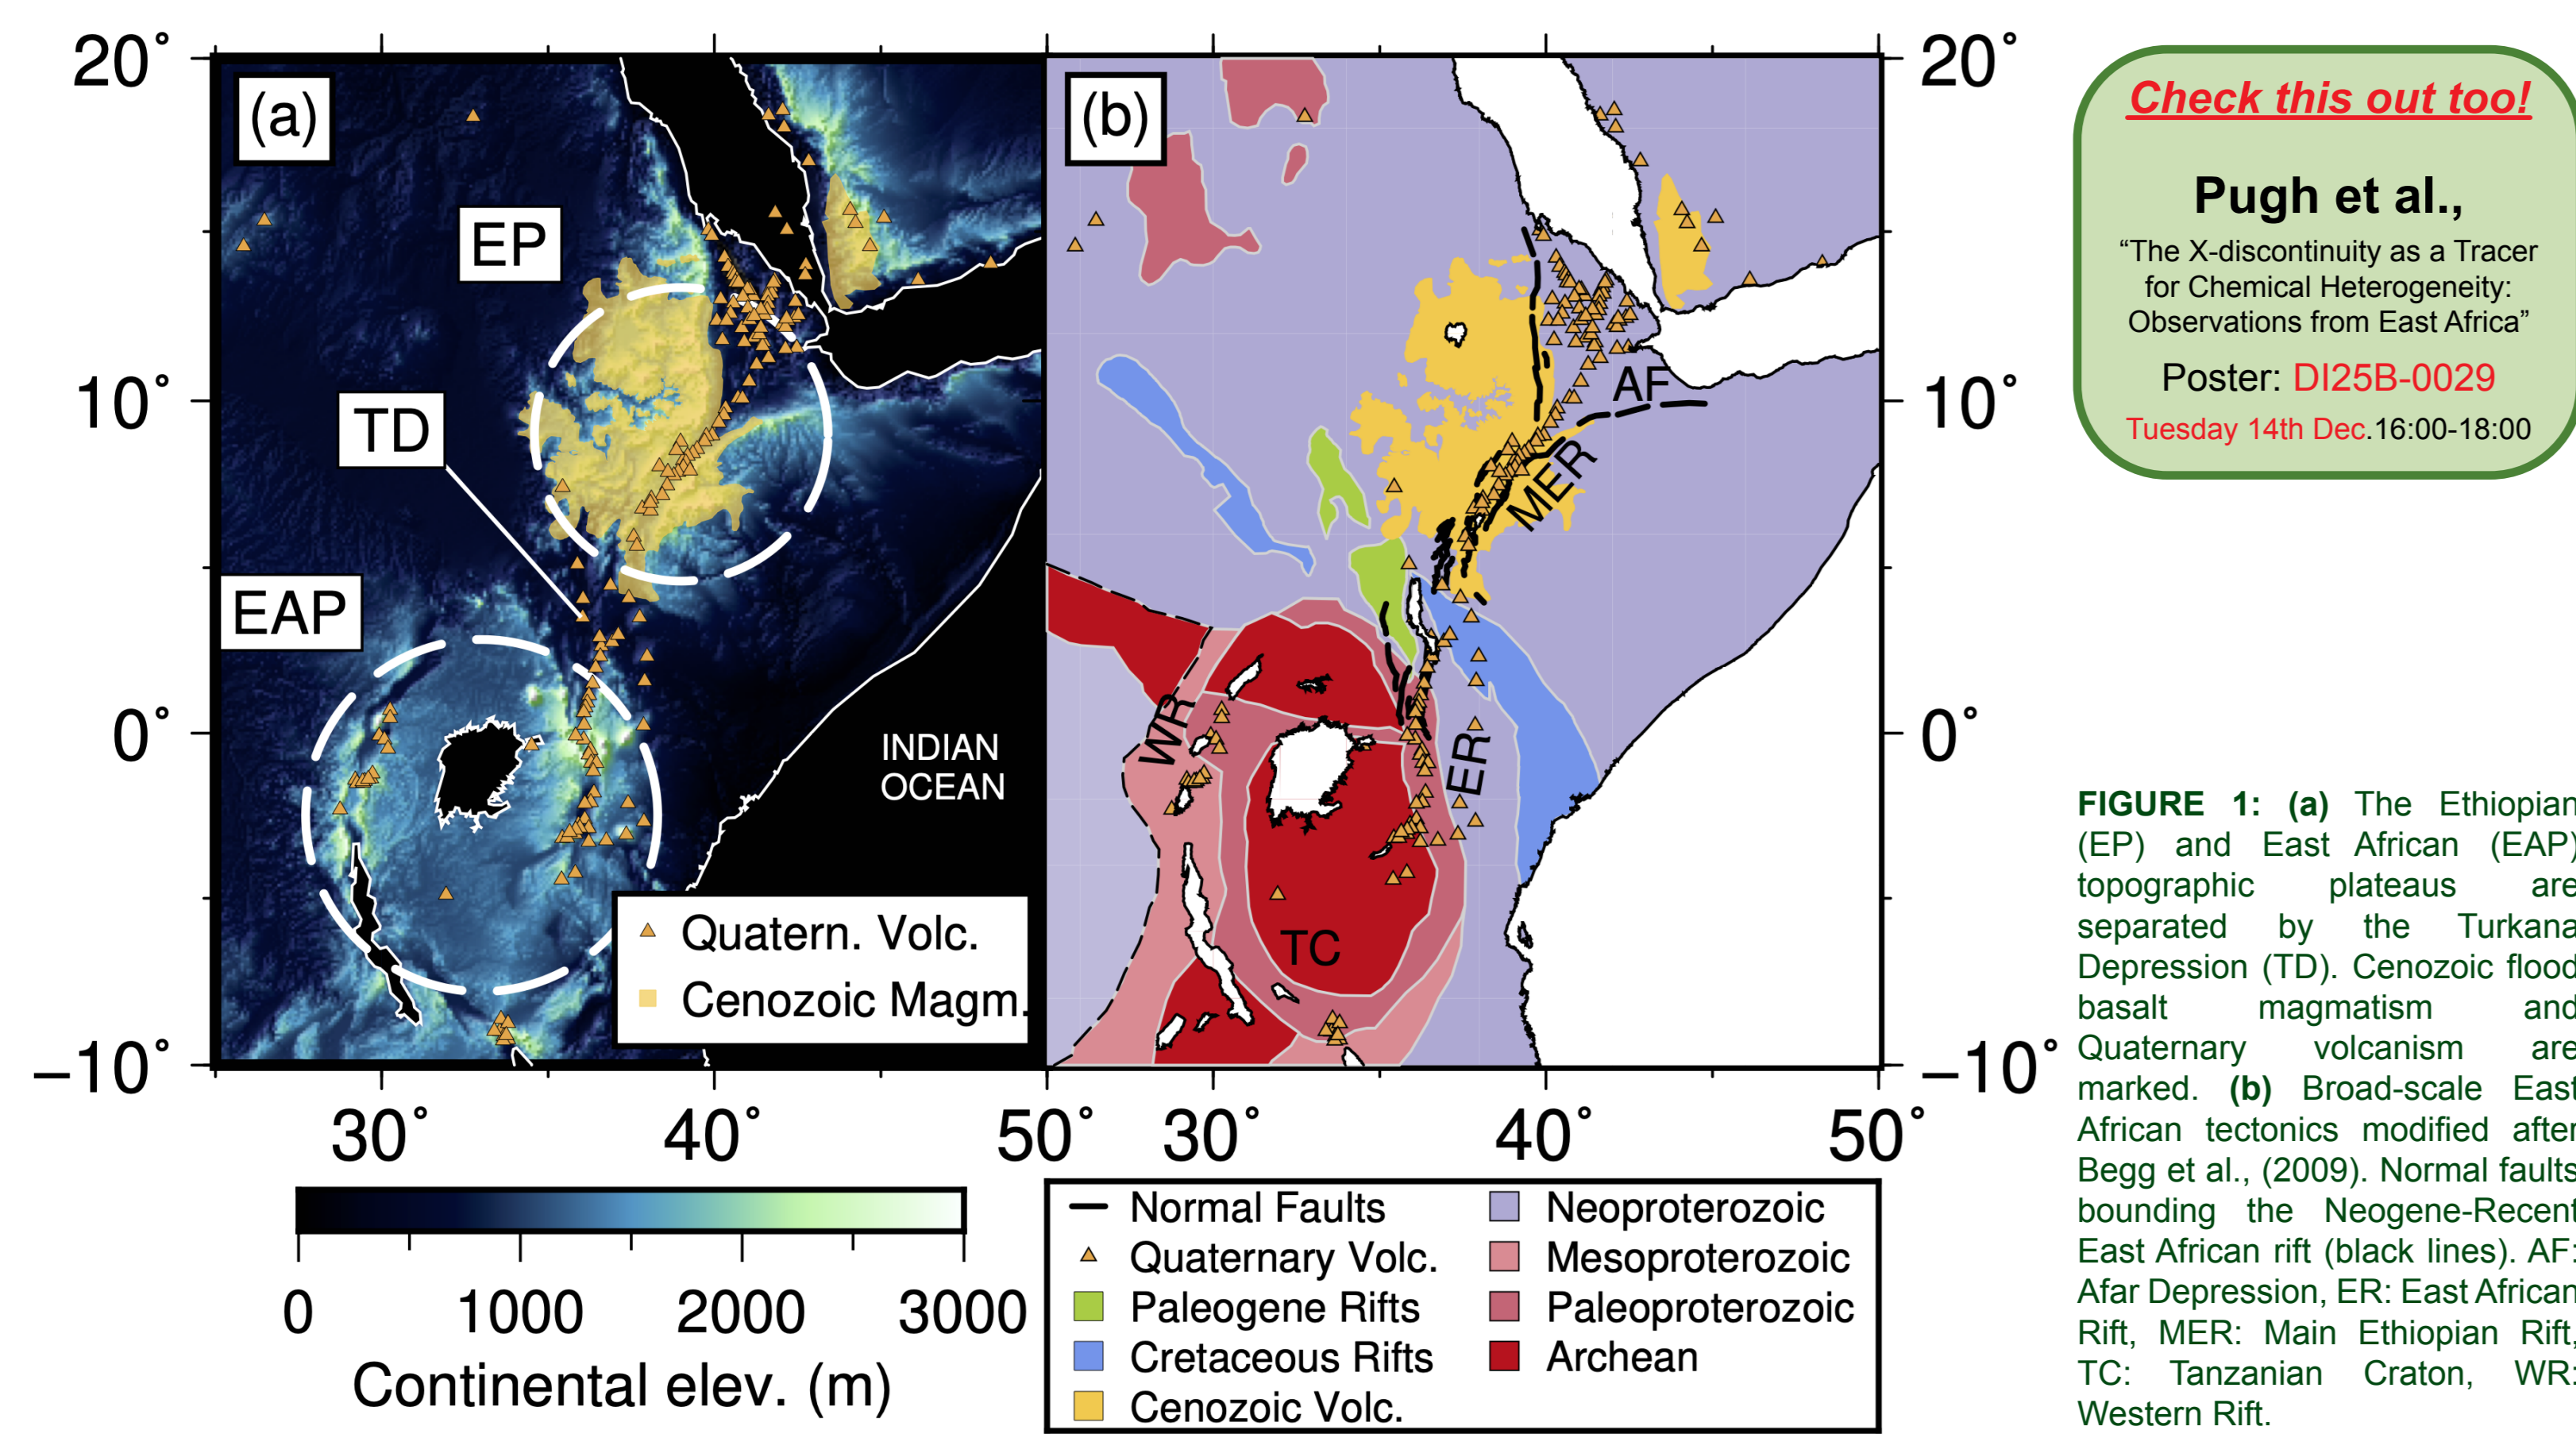 20°
(a)
EP
10°
TD
EAP
0°
INDIAN
OCEAN
Quatern. Volc.
Cenozoic Magm.
−10°
30°
40°
50°
0
1000
2000
3000
Continental elev. (m)
(b)
20°
AF
10°
MER
WR
ER
0°
TC
−10°
30°
40°
50°
Normal Faults
Quaternary Volc.
Paleogene Rifts
Cretaceous Rifts
Cenozoic Volc.
Neoproterozoic
Mesoproterozoic
Paleoproterozoic
Archean
Check this out too!
Pugh et al.,
“The X-discontinuity as a Tracer
for Chemical Heterogeneity:
Observations from East Africa”
Poster: DI25B-0029
Tuesday 14th Dec.16:00-18:00
FIGURE 1: (a) The Ethiopian
(EP) and East African (EAP)
topographic plateaus are
separated by the Turkana
Depression (TD). Cenozoic flood
basalt magmatism and
Quaternary volcanism are
marked. (b) Broad-scale East
African tectonics modified after
Begg et al., (2009). Normal faults
bounding the Neogene-Recent
East African rift (black lines). AF:
Afar Depression, ER: East African
Rift, MER: Main Ethiopian Rift,
TC: Tanzanian Craton, WR:
Western Rift.